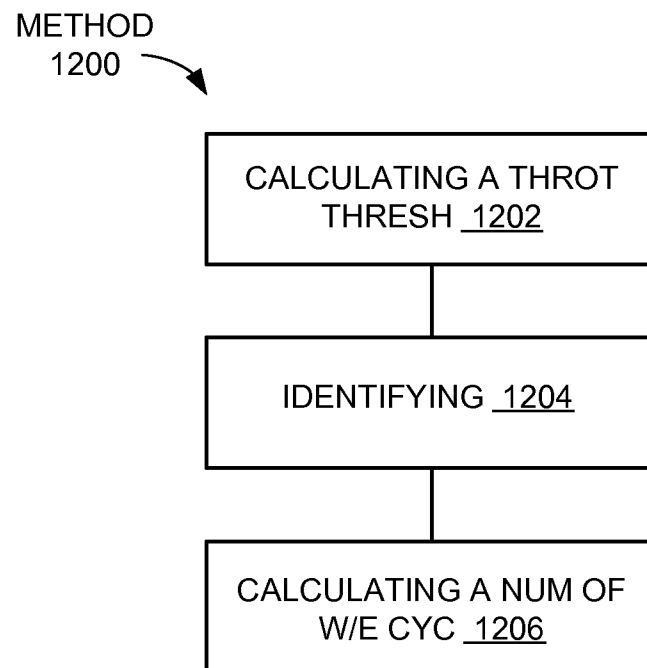 METHOD
1200
CALCULATING A THROT
THRESH 1202
IDENTIFYING 1204
CALCULATING A NUM OF
W/E CYC 1206